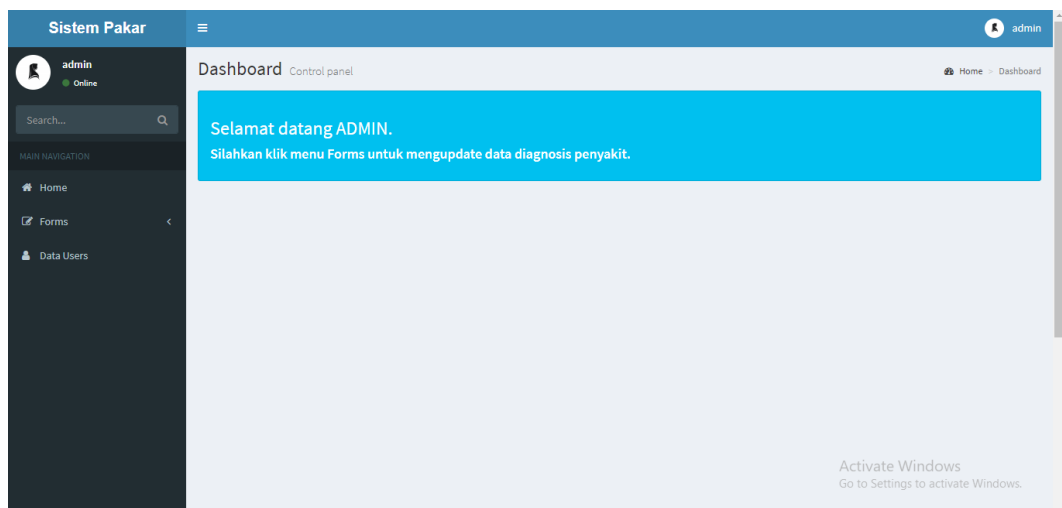 Sistem Pakar
admin
admin
Online
Dashboard Control panel
Home > Dashboard
Search...
MAIN NAVIGATION
Home
Forms
Data Users
Selamat datang ADMIN.
Silahkan klik menu Forms untuk mengupdate data diagnosis penyakit.
Activate Windows
Go to Settings to activate Windows.